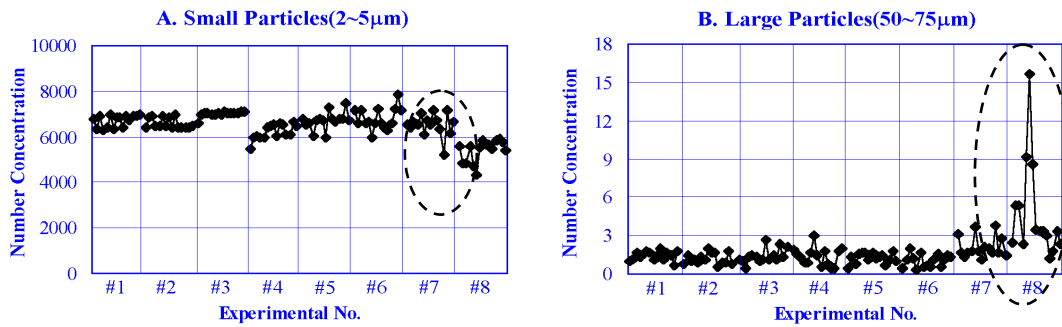 A. Small Particles(2~5μm)
Number Concentration
10000
8000
6000
4000
2000
0
#1 #2 #3 #4 #5 #6 #7 #8
Experimental No.
B. Large Particles(50~75μm)
Number Concentration
18
15
12
9
6
3
0
#1 #2 #3 #4 #5 #6 #7 #8
Experimental No.